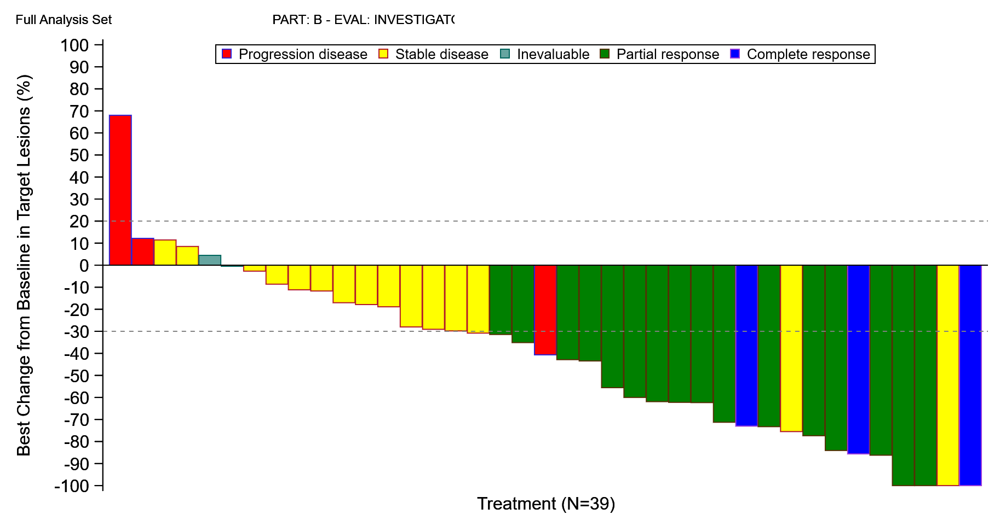 Full Analysis Set
PART: B - EVAL: INVESTIGAT
Progression disease
Stable disease
Inevaluable
Partial response
Complete response
Best Change from Baseline in Target Lesions (%)
100
90
80
70
60
50
40
30
20
10
0
-10
-20
-30
-40
-50
-60
-70
-80
-90
-100
Treatment (N=39)